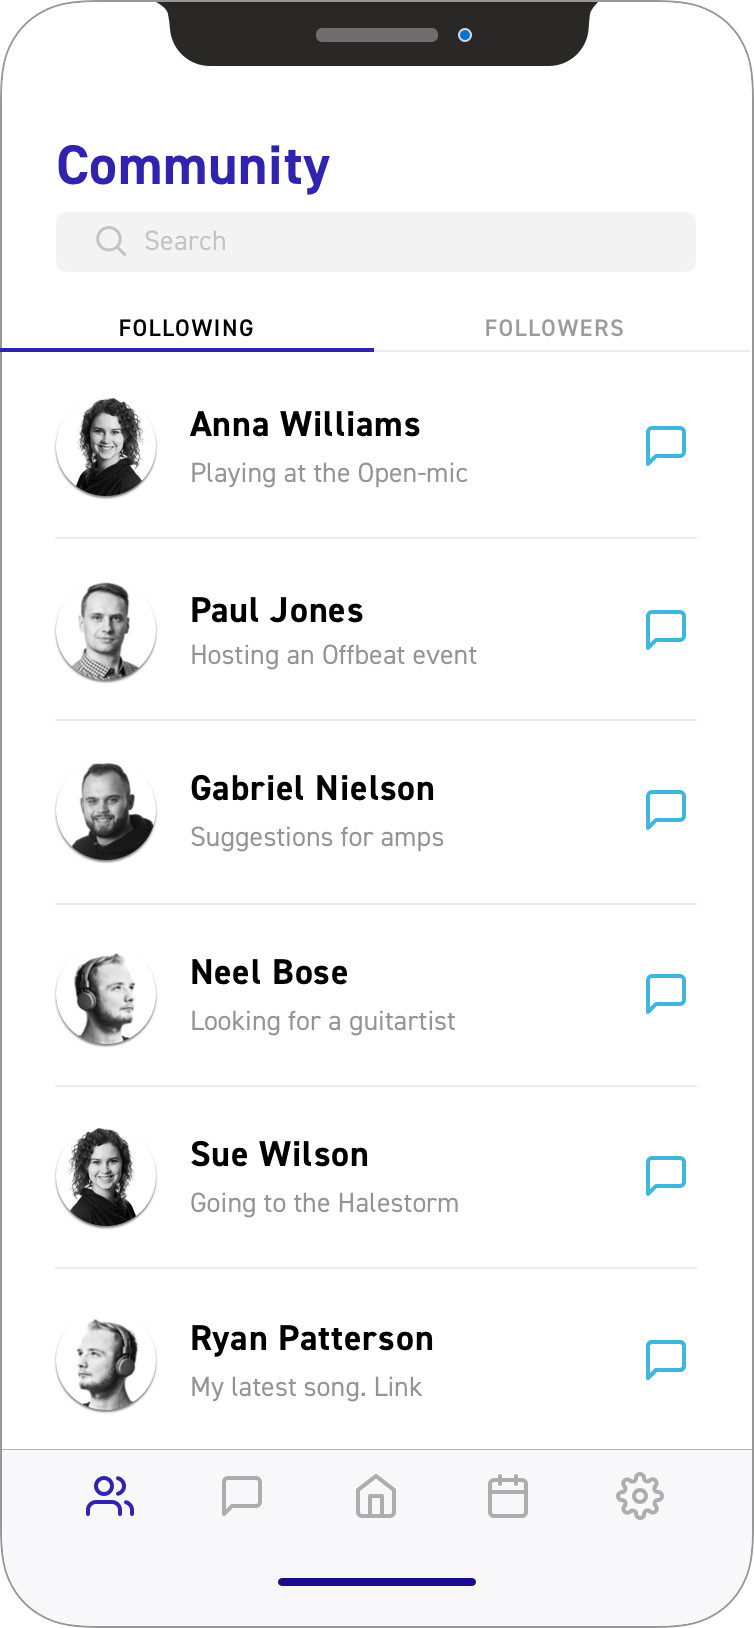 Community
Search
FOLLOWING FOLLOWERS
Anna Williams
Playing at the Open-mic
Paul Jones
Hosting an Offbeat event
Gabriel Nielson
Suggestions for amps
Neel Bose
Looking for a guitartist
Sue Wilson
Going to the Halestorm
Ryan Patterson
My latest song. Link